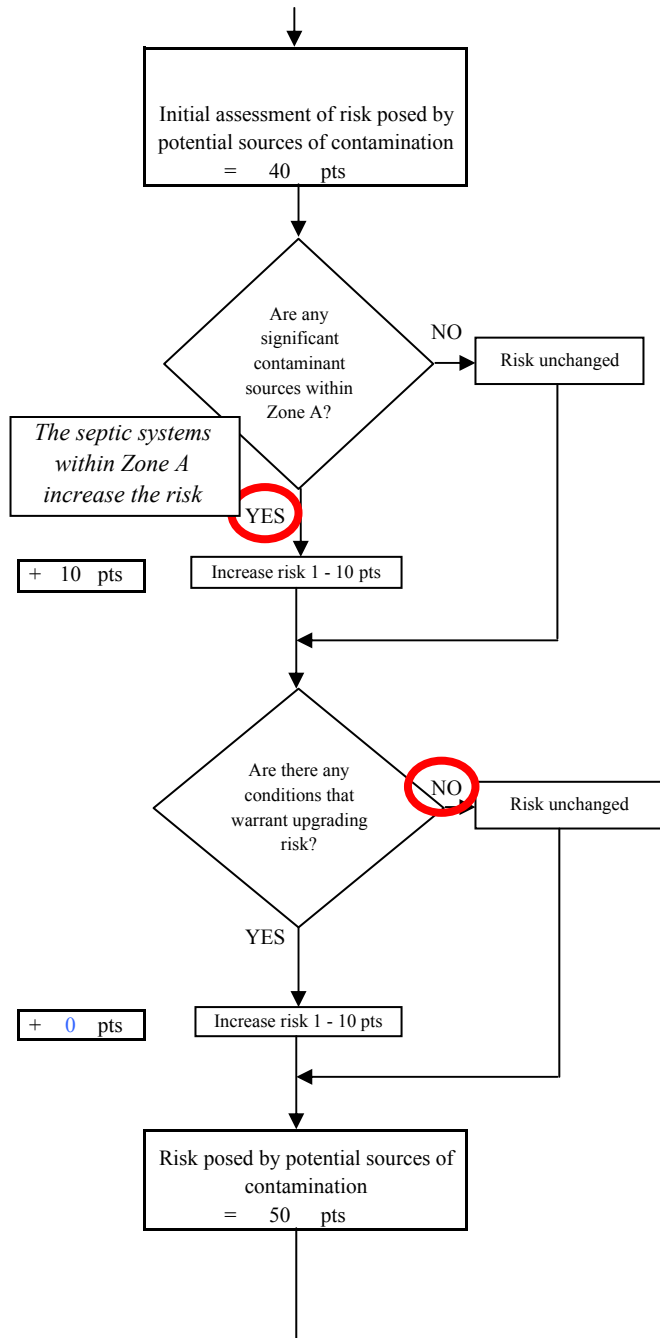 Initial assessment of risk posed by
potential sources of contamination
= 40 pts
Are any
significant
contaminant
sources within
Zone A?
NO
Risk unchanged
The septic systems
within Zone A
increase the risk
YES
+ 10 pts
Increase risk 1 - 10 pts
Are there any
conditions that
warrant upgrading
risk?
NO
Risk unchanged
YES
+ 0 pts
Increase risk 1 - 10 pts
Risk posed by potential sources of
contamination
= 50 pts